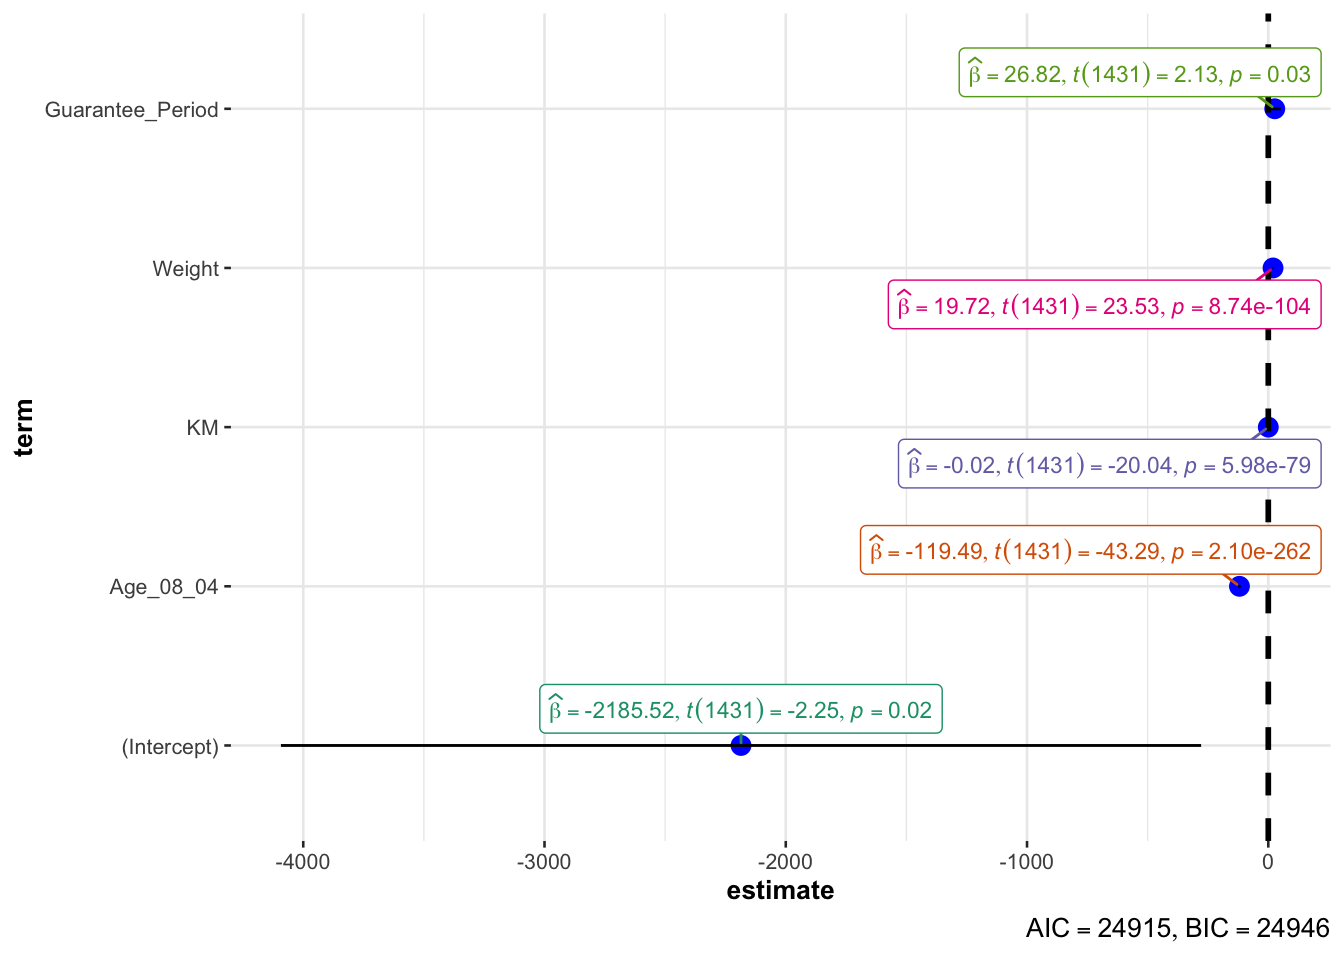 β̂ = 26.82, t(1431) = 2.13, p = 0.03
Guarantee_Period
Weight
β̂ = 19.72, t(1431) = 23.53, p = 8.74e-104
KM
β̂ = -0.02, t(1431) = -20.04, p = 5.98e-79
term
β̂ = -119.49, t(1431) = -43.29, p = 2.10e-262
Age_08_04
β̂ = -2185.52, t(1431) = -2.25, p = 0.02
(Intercept)
-4000 -3000 -2000 -1000 0
estimate
AIC = 24915, BIC = 24946